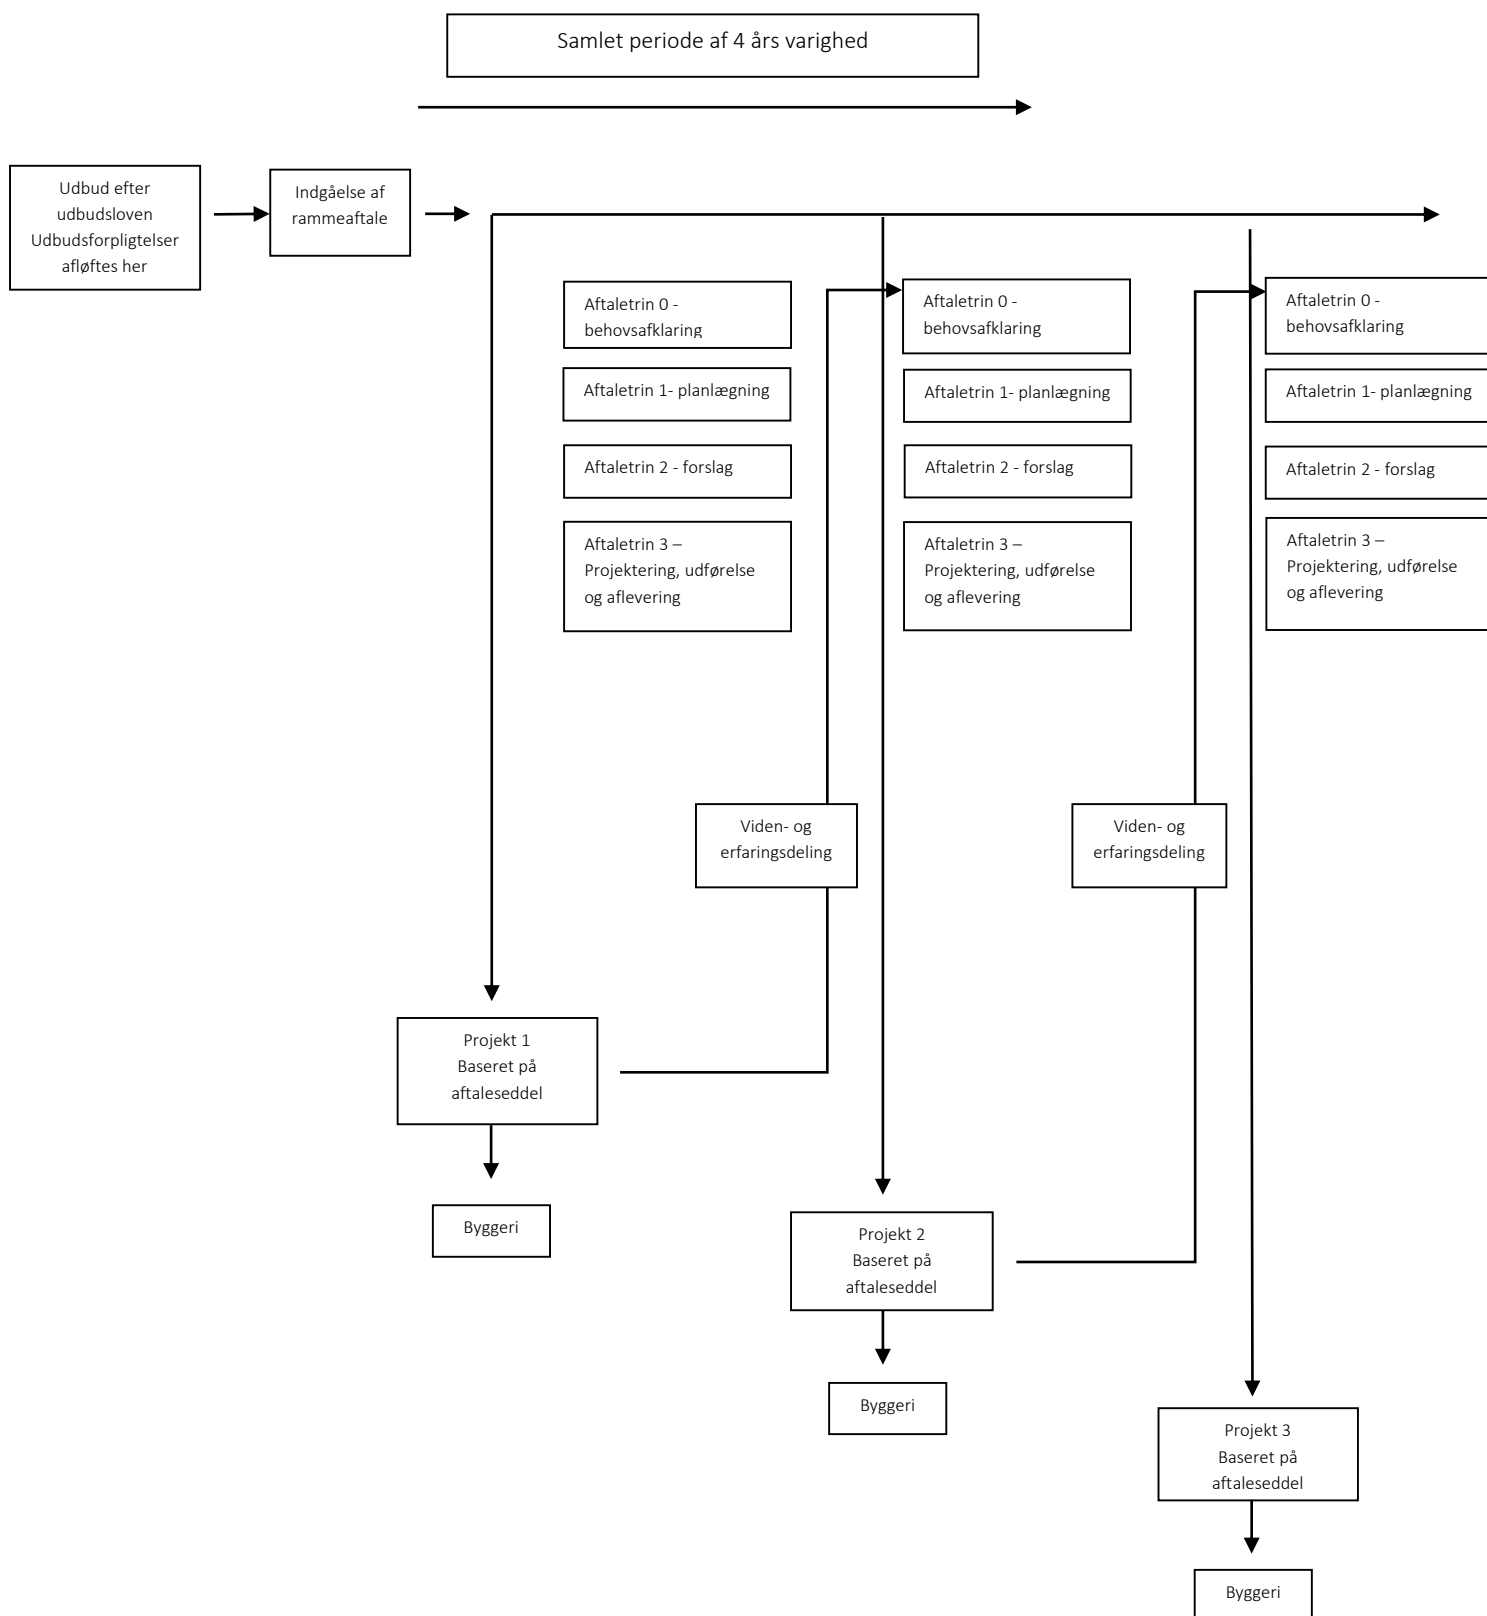 Samlet periode af 4 års varighed
Udbud efter
udbudsloven
Udbudsforpligtelser
afløftes her
Indgåelse af
rammeaftale
Aftaletrin 0 -
behovsafklaring
Aftaletrin 1- planlægning
Aftaletrin 2 - forslag
Aftaletrin 3 –
Projektering, udførelse
og aflevering
Aftaletrin 0 -
behovsafklaring
Aftaletrin 1- planlægning
Aftaletrin 2 - forslag
Aftaletrin 3 –
Projektering, udførelse
og aflevering
Aftaletrin 0 -
behovsafklaring
Aftaletrin 1- planlægning
Aftaletrin 2 - forslag
Aftaletrin 3 –
Projektering, udførelse
og aflevering
Viden- og
erfaringsdeling
Viden- og
erfaringsdeling
Projekt 1
Baseret på
aftaleseddel
Byggeri
Projekt 2
Baseret på
aftaleseddel
Byggeri
Projekt 3
Baseret på
aftaleseddel
Byggeri